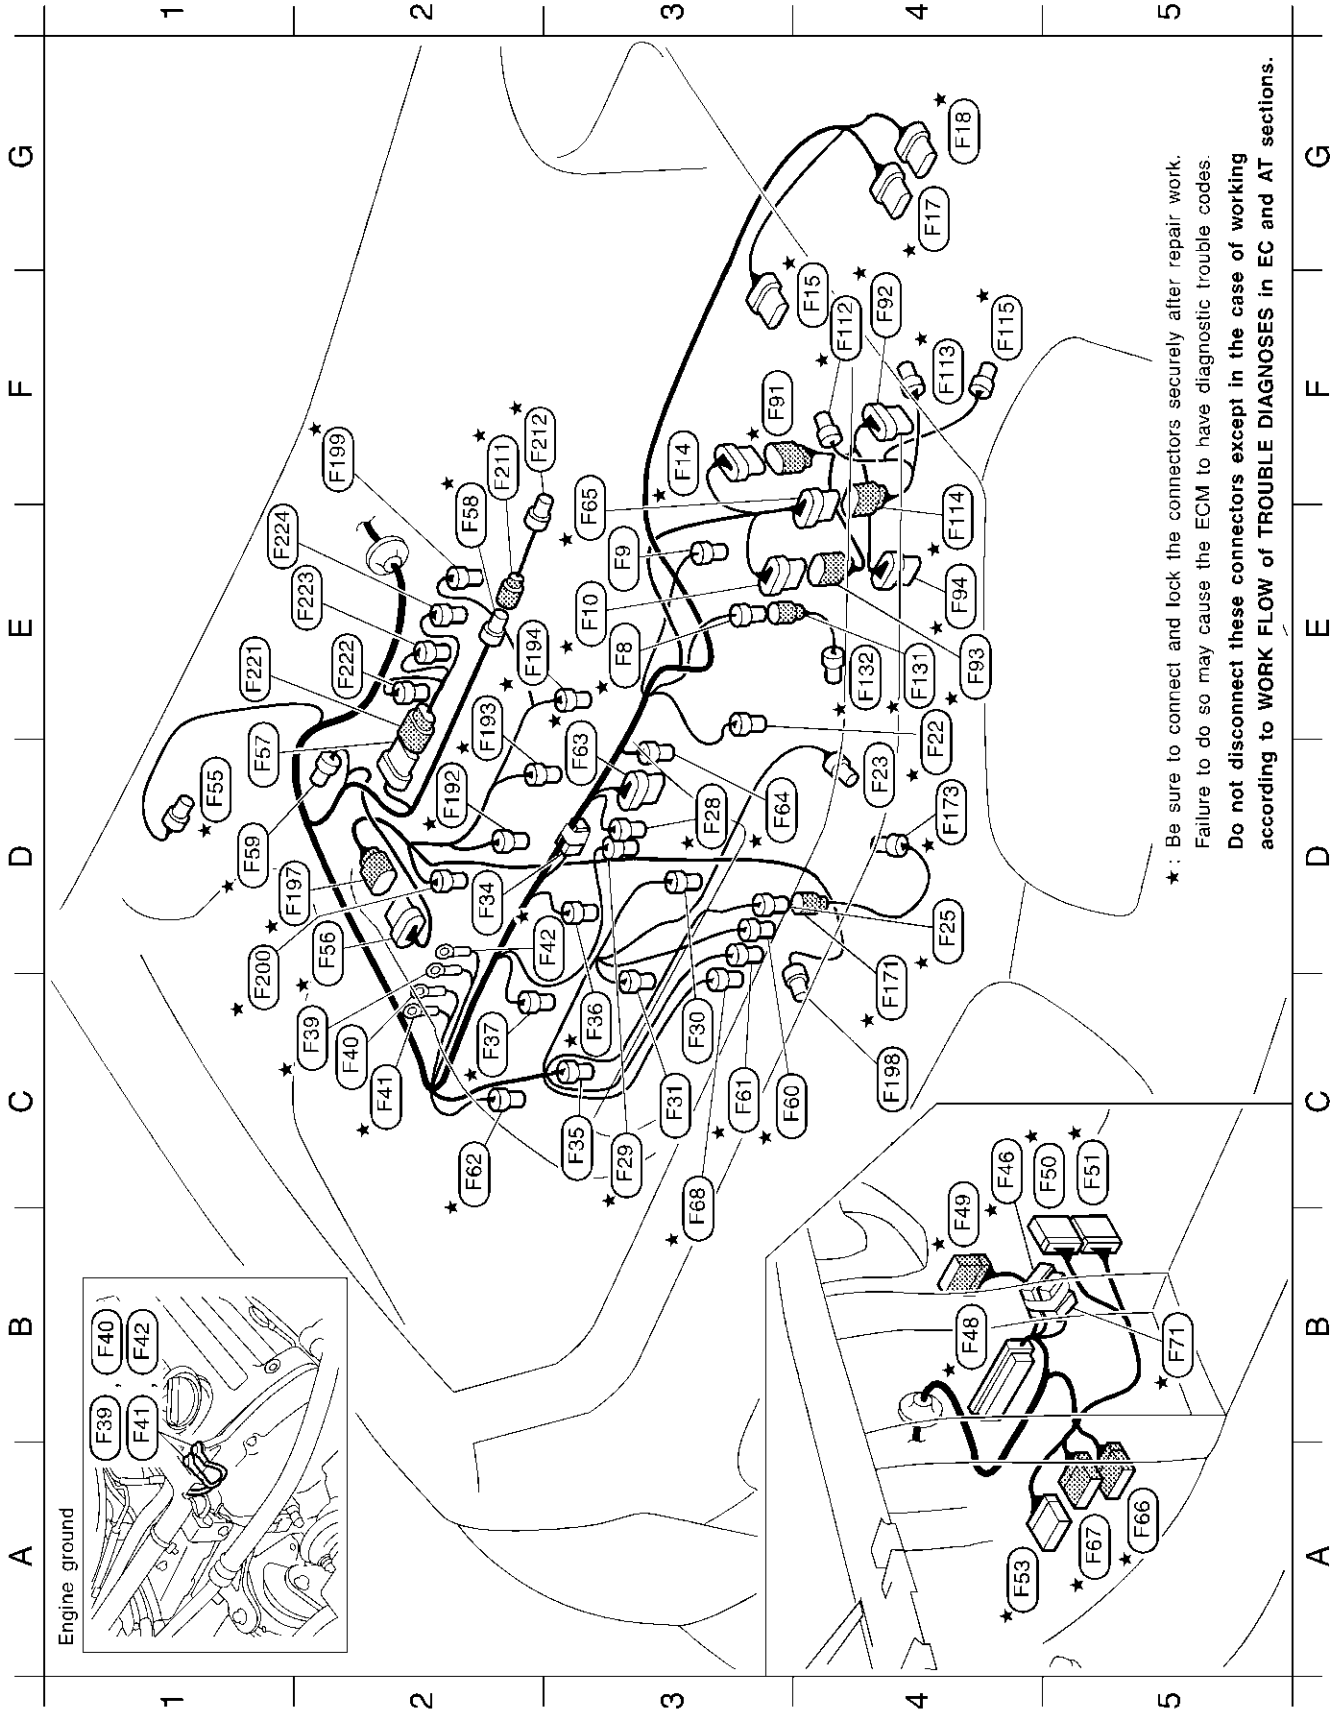 1
2
3
4
5
G
F
E
D
C
B
A
Engine ground
F39 , F40
F41 , F42
F55
F59
F57
F221
F222
F223
F224
★ F199
★
F197
★
F200
★
F56
★
F39
★
F40
F41
★
F34
F42
★
F192
★
F193
★
F194
★
F58
★
F211
★
F212
★
F62
★
F37
★
F36
★
F35
F29
★
F31
F30
F28
★
F63
★
F64
★
F8
★
F10
★
F9
★
F65
★
F14
★
F91
★
F15
★
F112
★
F92
★
F17
★
F18
★
F113
★
F115
★
F114
★
F94
★
F93
★
F131
★
F132
★
F22
F23
★
F173
★
F25
★
F171
★
F198
F60
★
F61
★
F68
★
F49
★
F46
★
F50
★
F51
★
F48
★
F71
★
F53
★
F67
★
F66
★
★ : Be sure to connect and lock the connectors securely after repair work.
Failure to do so may cause the ECM to have diagnostic trouble codes.
Do not disconnect these connectors except in the case of working
according to WORK FLOW of TROUBLE DIAGNOSES in EC and AT sections.
1
2
3
4
5
G
F
E
D
C
B
A